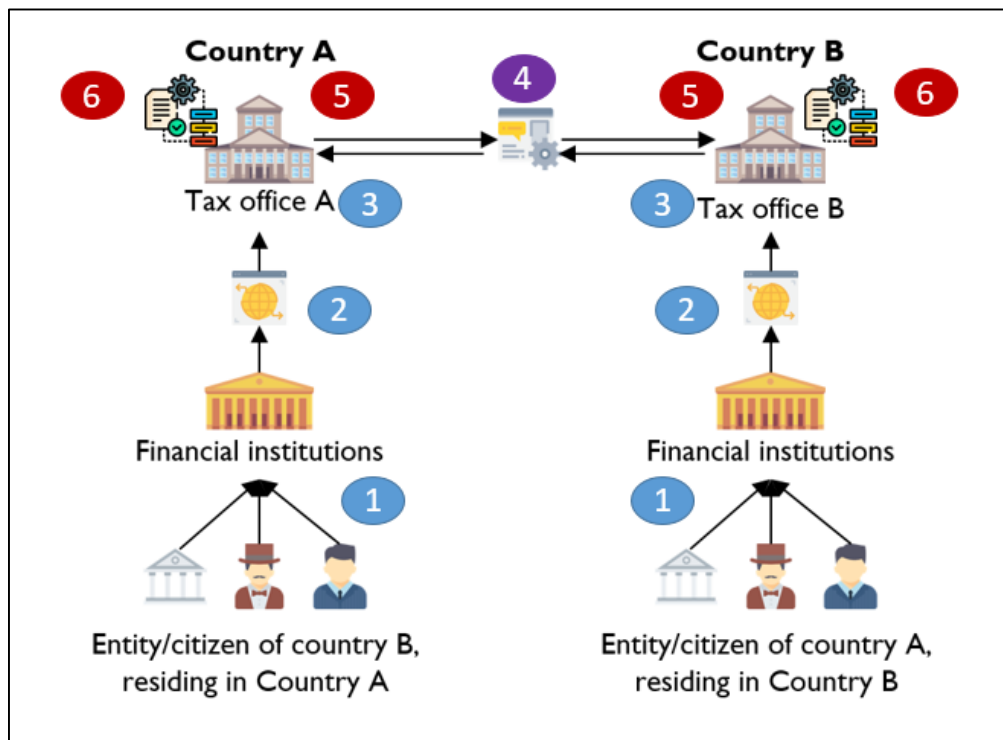 Country A
Country B
4
6
5
5
6
Tax office A
3
3
Tax office B
2
2
Financial institutions
Financial institutions
1
1
Entity/citizen of country B,
residing in Country A
Entity/citizen of country A,
residing in Country B